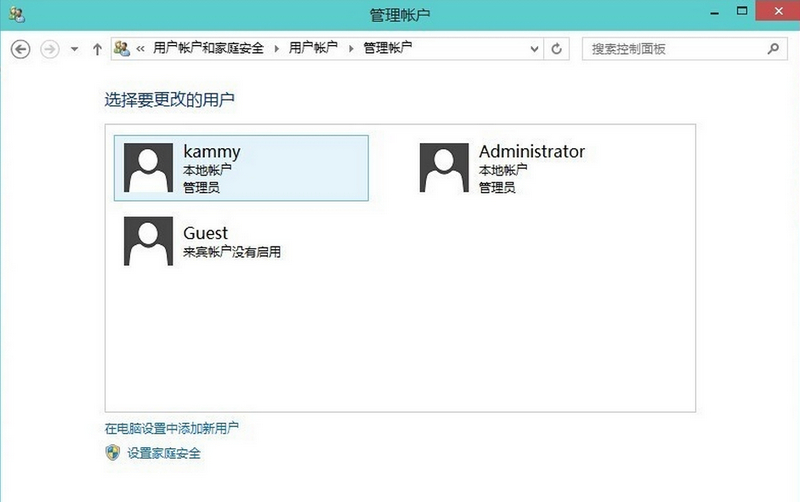 管理帐户
« 用户帐户和家庭安全 ▸ 用户帐户 ▸ 管理帐户
搜索控制面板
选择要更改的用户
kammy
本地帐户
管理员
Administrator
本地帐户
管理员
Guest
来宾帐户没有启用
在电脑设置中添加新用户
设置家庭安全